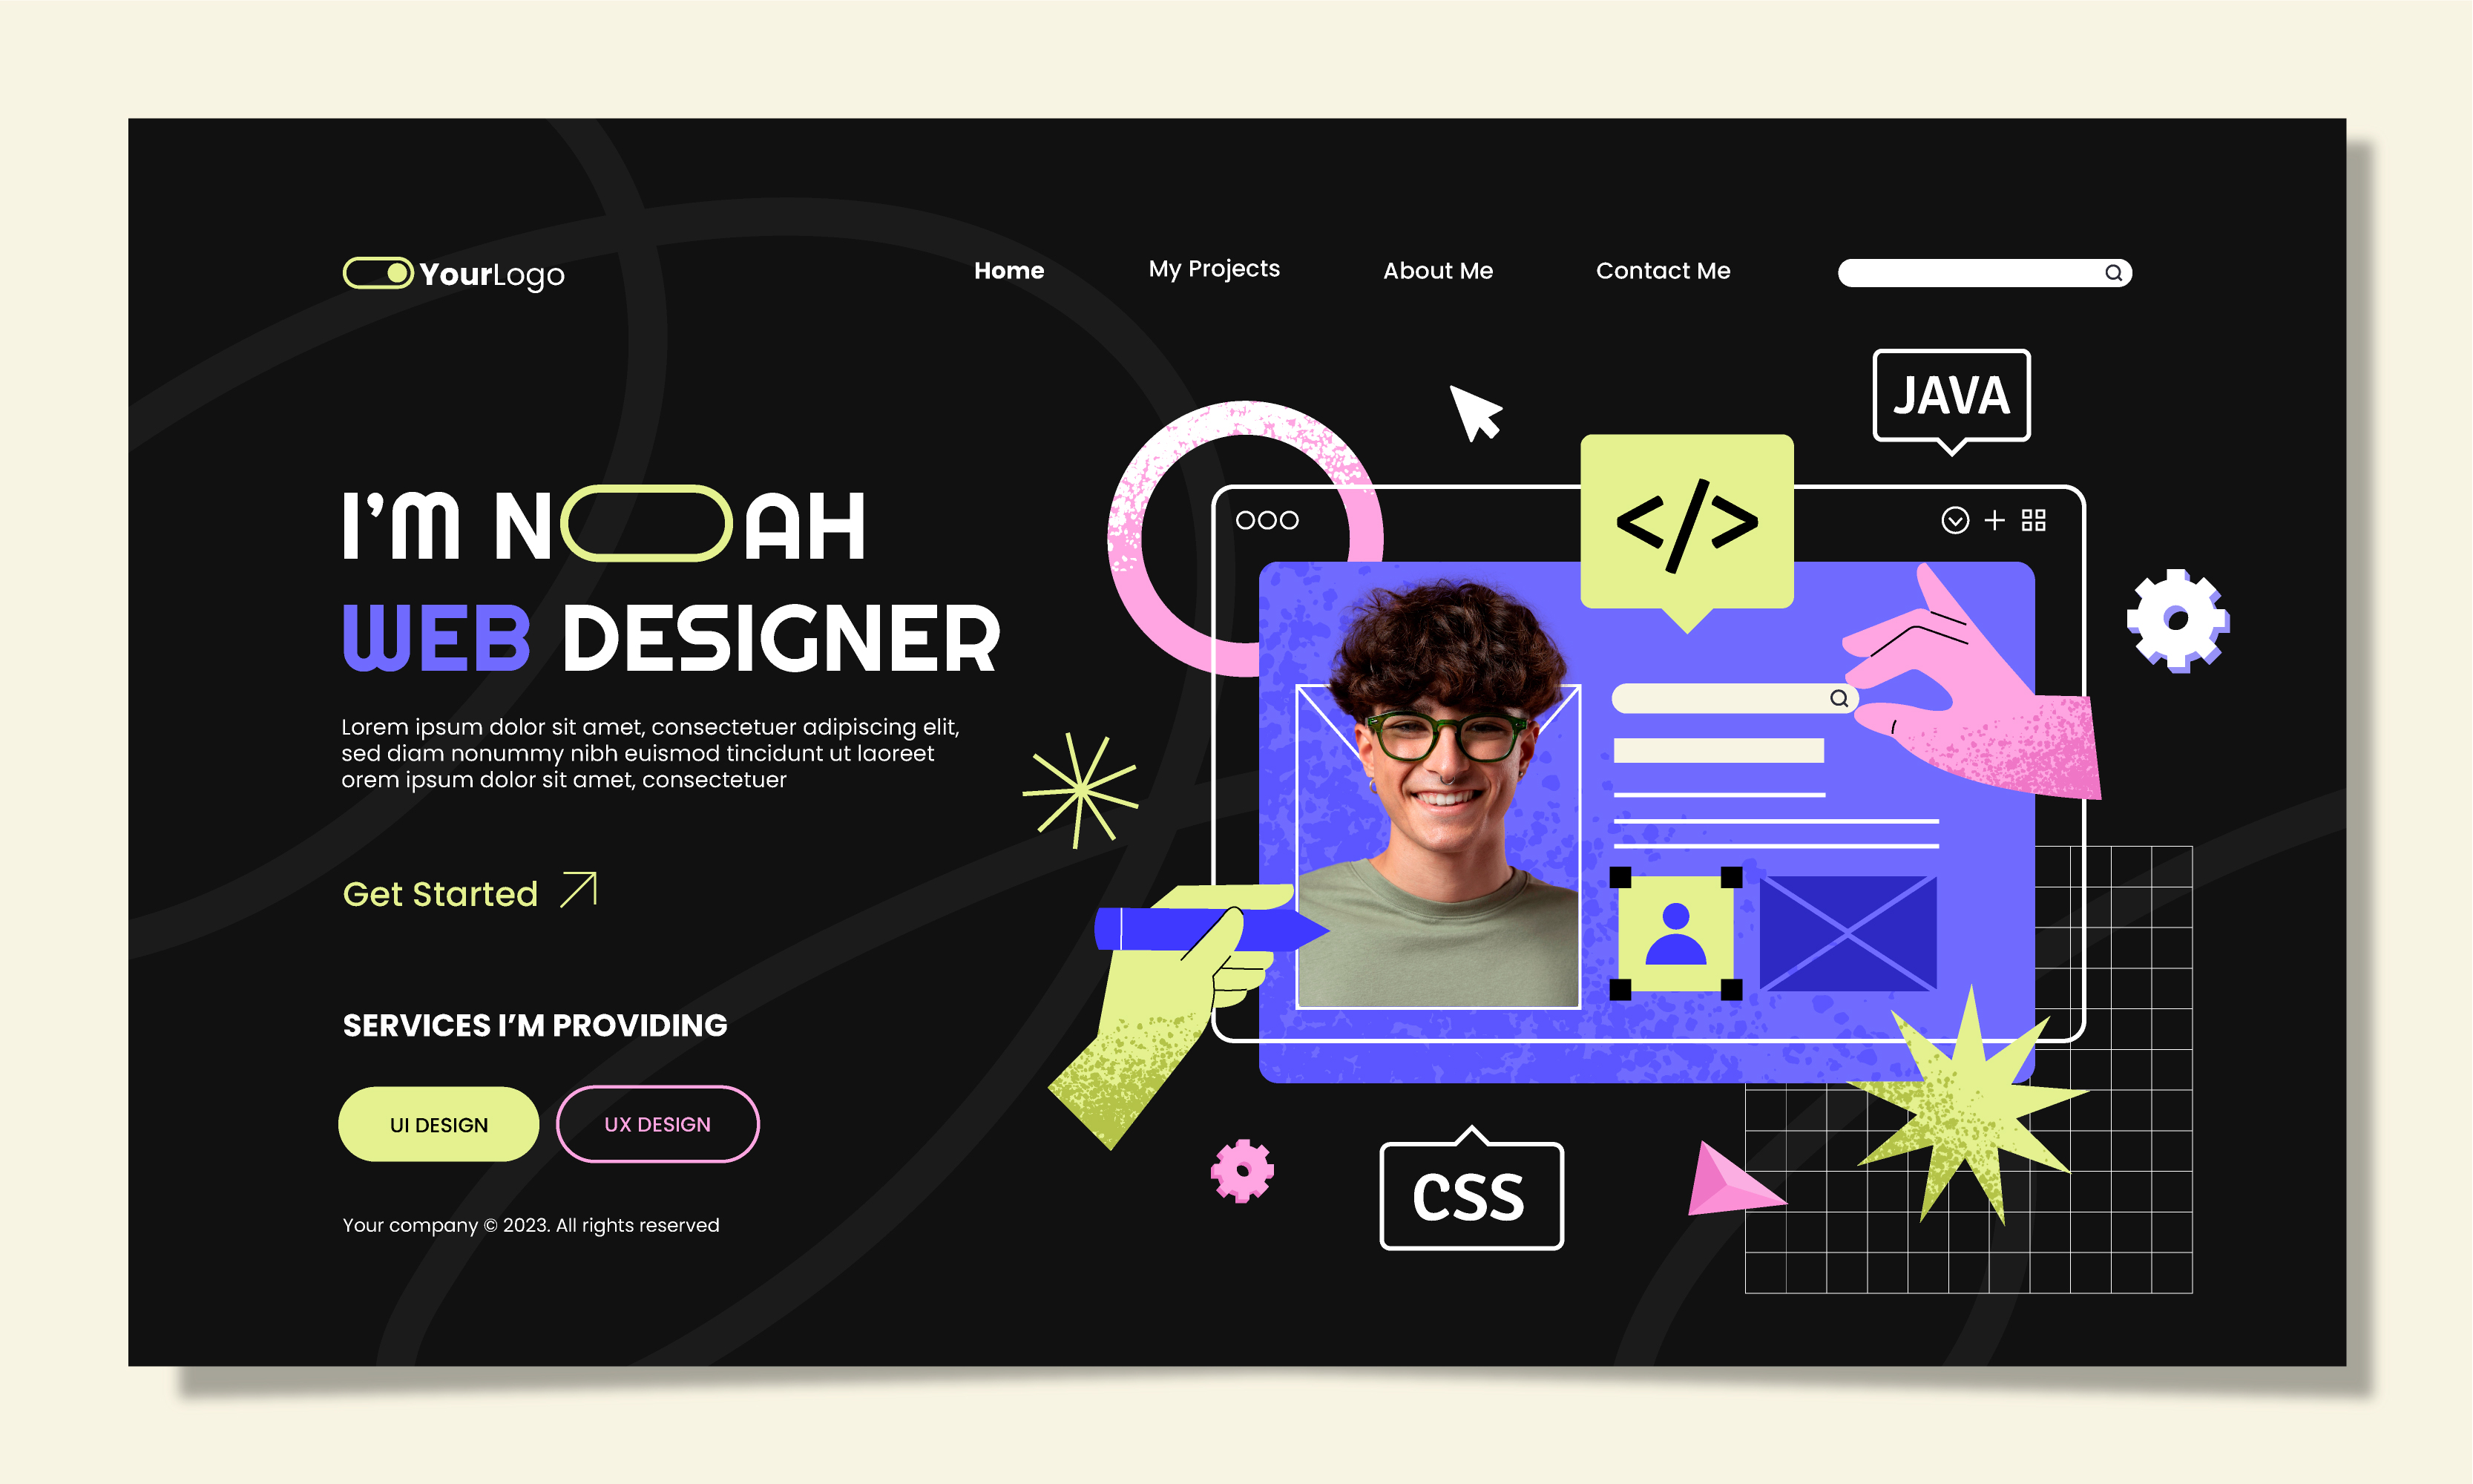 YourLogo
Home
My Projects
About Me
Contact Me
JAVA
</>
I'M NOAH
WEB DESIGNER
Lorem ipsum dolor sit amet, consectetuer adipiscing elit,
sed diam nonummy nibh euismod tincidunt ut laoreet
orem ipsum dolor sit amet, consectetuer
Get Started
SERVICES I'M PROVIDING
UI DESIGN
UX DESIGN
CSS
Your company © 2023. All rights reserved